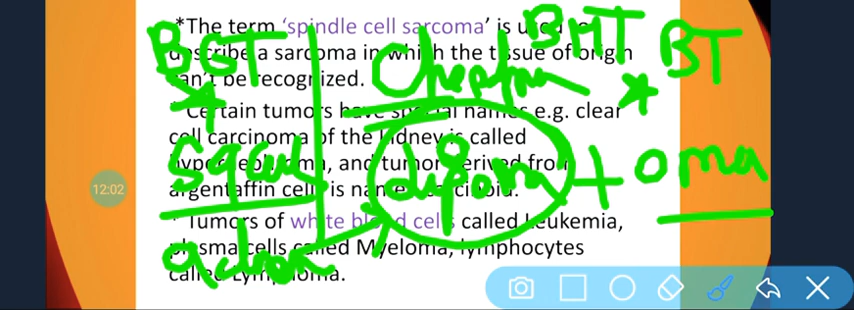 *The term 'spindle cell sarcoma' is used to
describe a sarcoma in which the tissue of origin
can't be recognized.
* Certain tumors have special names e.g. clear
cell carcinoma of the kidney is called
hypernephroma, and tumor derived from
argentaffin cells is named carcinoid.
* Tumors of white blood cells called Leukemia,
plasma cells called Myeloma, lymphocytes
called Lymphoma.
BGT
BMT
BT
+ oma
12:02